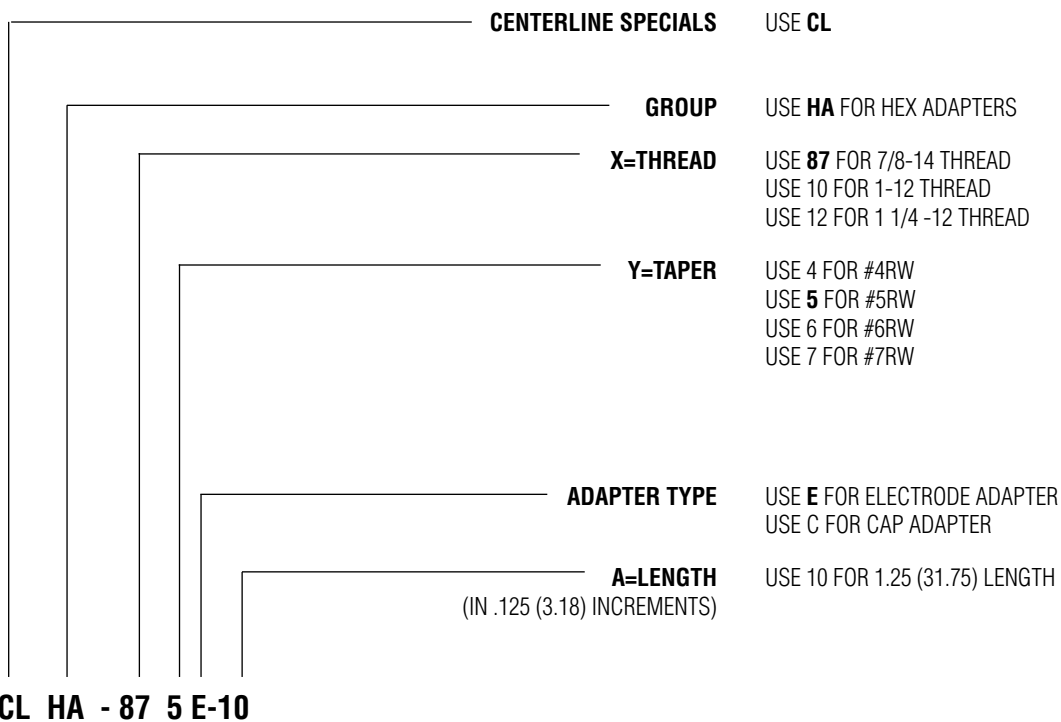 CENTERLINE SPECIALS USE CL
GROUP USE HA FOR HEX ADAPTERS
X=THREAD USE 87 FOR 7/8-14 THREAD
USE 10 FOR 1-12 THREAD
USE 12 FOR 1 1/4 -12 THREAD
Y=TAPER USE 4 FOR #4RW
USE 5 FOR #5RW
USE 6 FOR #6RW
USE 7 FOR #7RW
ADAPTER TYPE USE E FOR ELECTRODE ADAPTER
USE C FOR CAP ADAPTER
A=LENGTH USE 10 FOR 1.25 (31.75) LENGTH
(IN .125 (3.18) INCREMENTS)
CL HA - 87 5 E-10